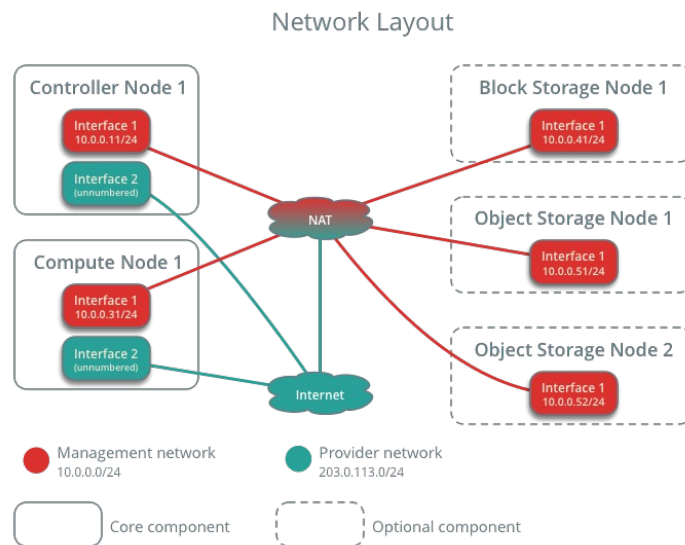 Network Layout
Controller Node 1
Interface 1
10.0.0.11/24
Interface 2
(unnumbered)
Compute Node 1
Interface 1
10.0.0.31/24
Interface 2
(unnumbered)
NAT
Internet
Block Storage Node 1
Interface 1
10.0.0.41/24
Object Storage Node 1
Interface 1
10.0.0.51/24
Object Storage Node 2
Interface 1
10.0.0.52/24
Management network
10.0.0.0/24
Provider network
203.0.113.0/24
Core component
Optional component